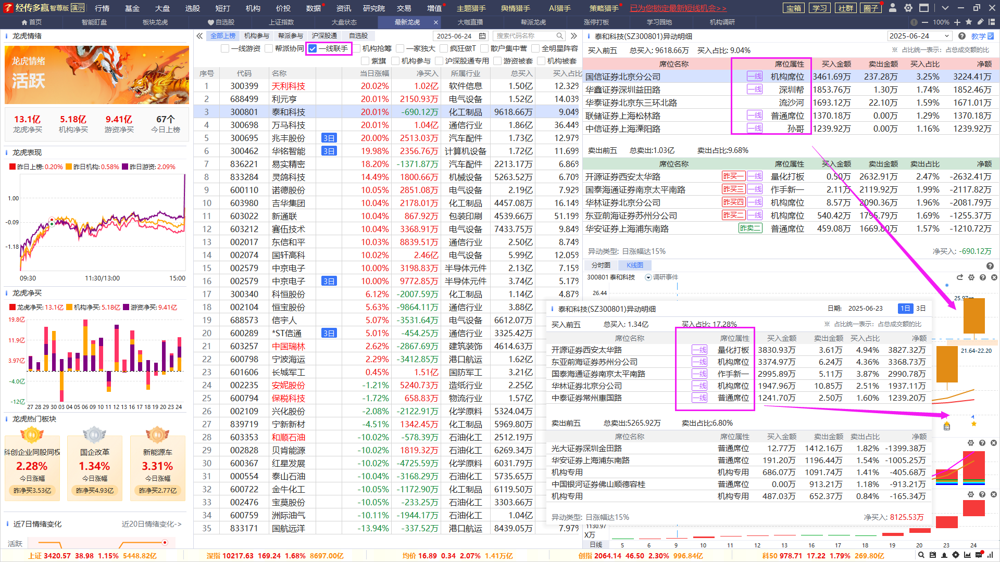 经传多赢 智尊版 演示 行情 基金 大盘 选股 短打 机构 价投 数据 资讯 研究院 交易 增值 主题猎手 舆情猎手 AI猎手 策略猎手 已为您锁定最新短线机会>> 宝箱 学习 社群 圈子
首页 智能盯盘 板块龙虎 自选股 上证指数 大盘状态 最新龙虎 × 大咖直播 帮派龙虎 涨停打板 学习园地 机构调研 100%
龙虎情绪
龙虎情绪
活跃
13.1亿 5.18亿 9.41亿 67个
龙虎净买 机构净买 游资净买 今日上榜
龙虎表现
昨日上榜: 0.20% 昨日机构: 0.58% 昨日游资: 2.09%
1.00
-0.09
-1.18
09:30 11:30/13:00 15:00
龙虎净买
龙虎净买: 13.1亿 机构净买: 5.18亿 游资净买: 9.41亿
19.8亿
11.9亿
3.97亿
-4.0亿
-12亿
27 28 29 30 03 04 05 06 09 10 11 12 13 16 17 18 19 20 23 24
龙虎热门板块
科创企业同股同权 国企改革 新能源车
2.28% 1.34% 3.31%
今日涨幅 今日涨幅 今日涨幅
昨净买3.53亿 昨净买4.93亿 昨净买2.77亿
近7日情绪变化 近20日情绪变化->
活跃
全部上榜 机构参与 帮派参与 沪深股通 自选股 2025-06-24 搜索代码名称
一线游资 帮派协同 一线联手 机构抢筹 一家独大 疯狂做T 散户集中营 全明星阵容
紫旗 机构参与 沪深股通专用 游资被套 机构被套
序号 代码 名称 当日涨幅 净买入 所属行业 总买入 买入占比
1 300399 天利科技 20.02% 1.02亿 软件信息 1.50亿 12.32%
2 688499 利元亨 20.01% 2150.93万 电气设备 1.52亿 14.03%
3 300801 泰和科技 20.01% -690.12万 化工制品 9618.66万 9.04%
4 300698 万马科技 20.01% 1.04亿 通信行业 1.86亿 36.44%
5 300695 兆丰股份 3日 20.00% 2513.03万 汽车配件 1.73亿 12.97%
6 300462 华铭智能 3日 19.98% 2356.76万 计算机设备 1.72亿 11.69%
7 836221 易实精密 18.20% -1371.87万 汽车配件 2213.17万 6.86%
8 833284 灵鸽科技 14.49% 1800.66万 机械设备 5263.52万 6.70%
9 600110 诺德股份 10.05% 2851.08万 电气设备 2.19亿 7.92%
10 603980 吉华集团 10.04% 2178.01万 化工制品 4457.08万 16.14%
11 603022 新通联 10.04% 867.92万 包装印刷 4539.66万 51.19%
12 603212 赛伍技术 10.04% 3368.91万 电气设备 7433.75万 9.84%
13 002017 东信和平 10.03% 8839.51万 通信行业 2.50亿 8.74%
14 002074 国轩高科 10.02% 2.46亿 电气设备 5.99亿 12.05%
15 002579 中京电子 10.00% 3198.83万 半导体元件 2.13亿 7.15%
16 002579 中京电子 3日 10.00% 9772.85万 半导体元件 3.74亿 5.17%
17 300340 科恒股份 6.12% -2007.59万 化工制品 1.14亿 4.87%
18 002104 恒宝股份 5.63% -9864.11万 通信行业 3.88亿
19 688573 信宇人 5.07% -3531.64万 电气设备 6612.07万
20 600289 *ST信通 3日 5.01% -454.25万 通信行业 3325.42万
21 603257 中国瑞林 2.62% -2867.69万 建筑装饰 4614.63万
22 600798 宁波海运 2.29% -3412.85万 港口航运 1.62亿
23 601606 长城军工 0.45% 1.51亿 国防军工 3.21亿
24 002235 安妮股份 -1.21% 5240.73万 造纸行业 2.25亿
25 600794 保税科技 -1.72% 658.83万 物流行业 1.57亿
26 002109 兴化股份 -2.08% -2122.91万 化学原料 5324.04万
27 839719 宁新新材 -4.51% 1342.45万 化工制品 5969.80万
28 603353 和顺石油 -10.02% -578.39万 石油化工 2512.19万
29 002828 贝肯能源 -10.02% 1819.32万 石油化工 6269.34万
30 600367 红星发展 -10.02% -4725.59万 化学原料 6031.79万
31 000554 泰山石油 -10.04% -3168.29万 石油化工 5735.65万
32 600722 金牛化工 -10.05% -1172.90万 化工制品 6119.50万
33 002476 宝莫股份 -10.05% -233.25万 石油化工 3303.66万
34 600759 洲际油气 -10.11% -1944.17万 石油化工 1.04亿
35 833171 国航远洋 -13.94% -337.52万 港口航运 8439.05万 7.97%
泰和科技(SZ300801)异动明细 2025-06-24 教学
买入前五 总买入: 9618.66万 买入占比: 9.04% ※ 占比统一表示: 占总成交额的比
席位名称 席位属性 买入金额 卖出金额 买入占比 净额
国信证券北京分公司 一线 机构席位 3461.69万 237.28万 3.25% 3224.41万
华鑫证券深圳益田路 一线 深圳帮 1853.76万 1.30万 1.74% 1852.46万
华泰证券北京东三环北路 流沙河 1693.12万 22.10万 1.59% 1671.01万
联储证券上海松林路 一线 普通席位 1370.18万 0.00万 1.29% 1370.18万
中信证券上海溧阳路 一线 孙哥 1239.92万 0.00万 1.16% 1239.92万
卖出前五 总卖出:1.03亿 卖出占比:9.68%
席位名称 席位属性 买入金额 卖出金额 卖出占比 净额
开源证券西安太华路 昨买一 一线 量化打板 0.50万 2632.91万 2.47% -2632.41万
国泰海通证券南京太平南路 昨买三 一线 作手新一 2.11万 2119.92万 1.99% -2117.82万
华林证券北京分公司 昨买四 一线 机构席位 8.57万 2090.36万 1.96% -2081.79万
东亚前海证券苏州分公司 昨买二 一线 机构席位 540.42万 1795.79万 1.69% -1255.37万
华安证券上海浦东南路 昨卖二 普通席位 459.08万 1669.80万 1.57% -1210.72万
异动类型: 日涨幅达15% 净买入: -690.12万
分时图 K线图
300801 泰和科技 调研事件
26.44
25.97
21.64-22.20
泰和科技(SZ300801)异动明细 日期: 2025-06-23 1日 3日
买入前五 总买入: 1.34亿 买入占比: 17.28% ※ 占比统一表示: 占总成交额的比
席位名称 席位属性 买入金额 卖出金额 买入占比 净额
开源证券西安太华路 一线 量化打板 3830.93万 3.61万 4.94% 3827.32万
东亚前海证券苏州分公司 一线 机构席位 3374.97万 6.24万 4.36% 3368.73万
国泰海通证券南京太平南路 一线 作手新一 2995.89万 5.11万 3.87% 2990.78万
华林证券北京分公司 一线 机构席位 1947.96万 10.85万 2.51% 1937.11万
中泰证券常州惠国路 一线 普通席位 1241.70万 2.50万 1.60% 1239.20万
卖出前五 总卖出:5265.92万 卖出占比:6.80%
席位名称 席位属性 买入金额 卖出金额 卖出占比 净额
光大证券深圳金田路 普通席位 12.77万 1412.16万 1.82% -1399.38万
华安证券上海浦东南路 普通席位 191.20万 1196.44万 1.54% -1005.25万
机构专用 机构专用 686.07万 1091.74万 1.41% -405.68万
中国银河证券佛山顺德容桂 普通席位 0.00万 913.21万 1.18% -913.21万
机构专用 机构专用 487.03万 652.37万 0.84% -165.34万
异动类型: 日涨幅达15% 净买入: 8125.53万
1130.97
X万
日线 5 6 9 10 11 12 13 16 17 18 19 20 23 24
上证 3420.57 38.98 1.15% 5448.82亿 深指 10217.63 169.24 1.68% 8697.00亿 均价 16.89 0.34 2.07% 1.41万亿 创指 2064.14 46.50 2.30% 996.84亿 科50 978.71 17.22 1.79% 269.80亿